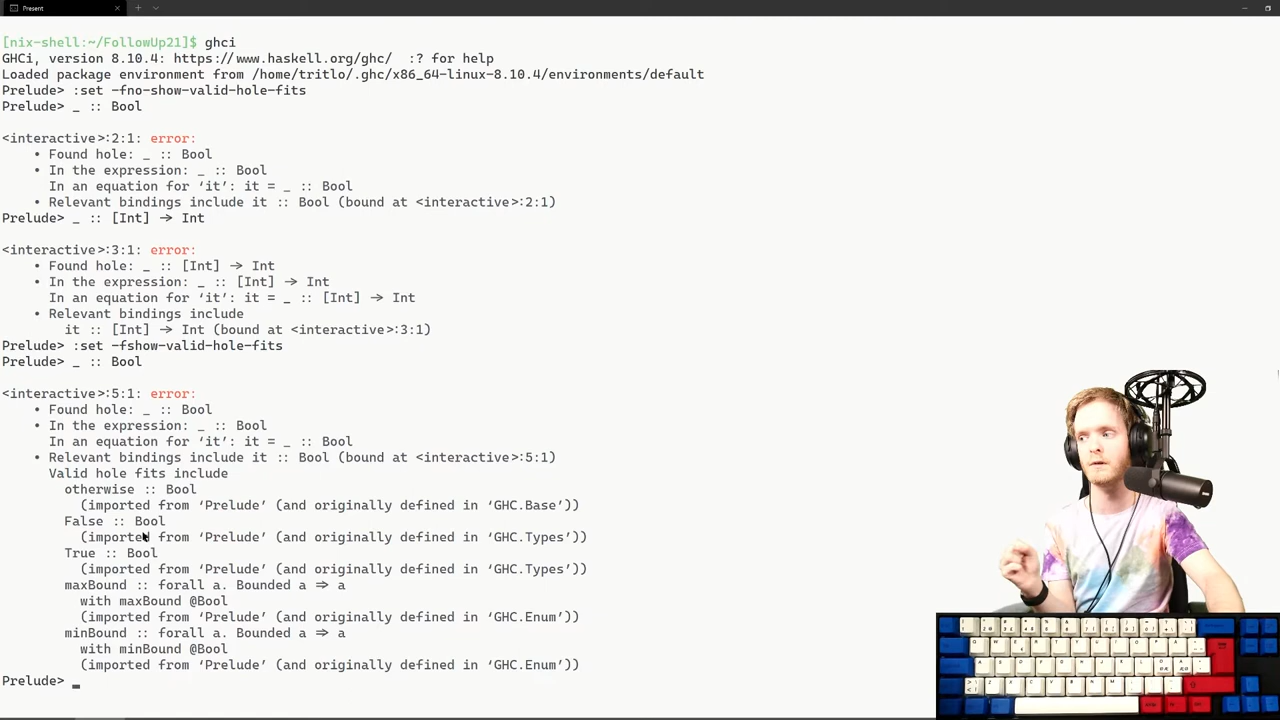 Present
[nix-shell:~/FollowUp21]$ ghci
GHCi, version 8.10.4: https://www.haskell.org/ghc/  :? for help
Loaded package environment from /home/tritlo/.ghc/x86_64-linux-8.10.4/environments/default
Prelude> :set -fno-show-valid-hole-fits
Prelude> _ :: Bool
<interactive>:2:1: error:
• Found hole: _ :: Bool
• In the expression: _ :: Bool
In an equation for ‘it’: it = _ :: Bool
• Relevant bindings include it :: Bool (bound at <interactive>:2:1)
Prelude> _ :: [Int] -> Int
<interactive>:3:1: error:
• Found hole: _ :: [Int] -> Int
• In the expression: _ :: [Int] -> Int
In an equation for ‘it’: it = _ :: [Int] -> Int
• Relevant bindings include
it :: [Int] -> Int (bound at <interactive>:3:1)
Prelude> :set -fshow-valid-hole-fits
Prelude> _ :: Bool
<interactive>:5:1: error:
• Found hole: _ :: Bool
• In the expression: _ :: Bool
In an equation for ‘it’: it = _ :: Bool
• Relevant bindings include it :: Bool (bound at <interactive>:5:1)
Valid hole fits include
otherwise :: Bool
(imported from ‘Prelude’ (and originally defined in ‘GHC.Base’))
False :: Bool
(imported from ‘Prelude’ (and originally defined in ‘GHC.Types’))
True :: Bool
(imported from ‘Prelude’ (and originally defined in ‘GHC.Types’))
maxBound :: forall a. Bounded a => a
with maxBound @Bool
(imported from ‘Prelude’ (and originally defined in ‘GHC.Enum’))
minBound :: forall a. Bounded a => a
with minBound @Bool
(imported from ‘Prelude’ (and originally defined in ‘GHC.Enum’))
Prelude> _